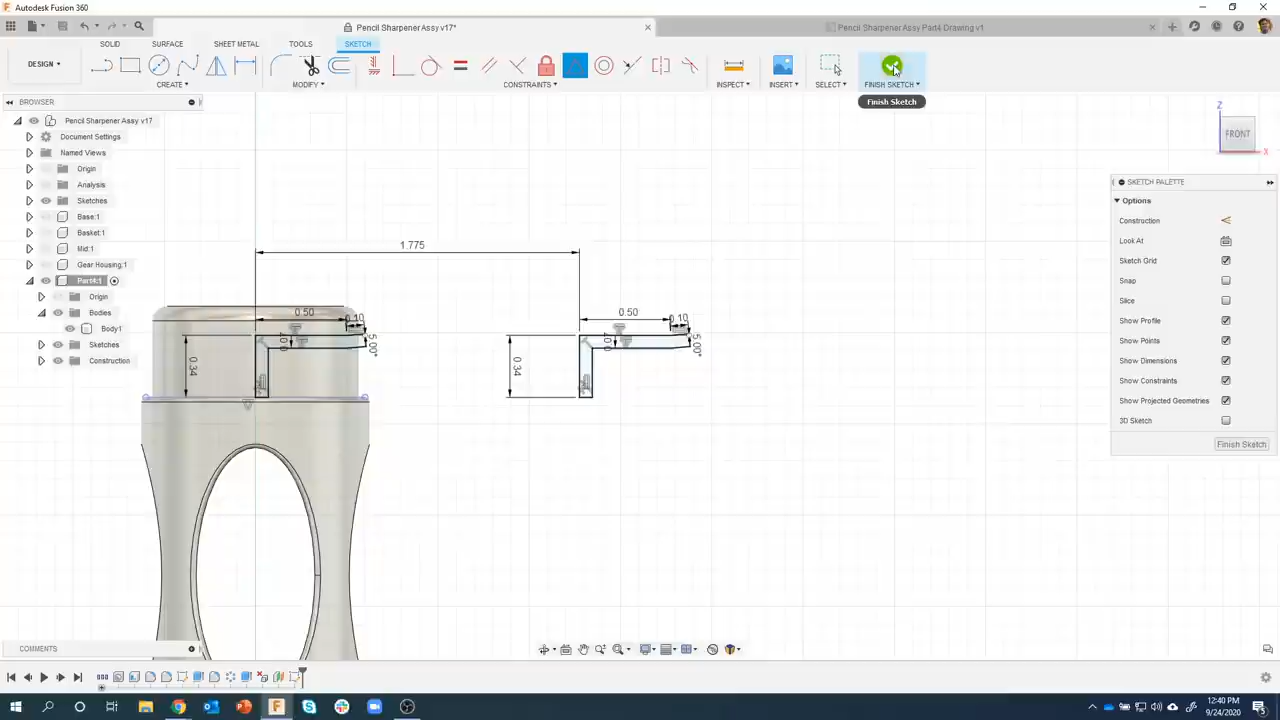 Autodesk Fusion 360
Pencil Sharpener Assy v17*
Pencil Sharpener Assy Part4 Drawing v1
SOLID
SURFACE
SHEET METAL
TOOLS
SKETCH
DESIGN
CREATE
MODIFY
CONSTRAINTS
INSPECT
INSERT
SELECT
FINISH SKETCH
Finish Sketch
BROWSER
Pencil Sharpener Assy v17
Document Settings
Named Views
Origin
Analysis
Sketches
Base:1
Basket:1
Mid:1
Gear Housing:1
Part4:1
Origin
Bodies
Body1
Sketches
Construction
1.775
0.50
0.10
5.00°
0.34
0.50
0.10
5.00°
0.34
Z
FRONT
X
SKETCH PALETTE
Options
Construction
Look At
Sketch Grid
Snap
Slice
Show Profile
Show Points
Show Dimensions
Show Constraints
Show Projected Geometries
3D Sketch
Finish Sketch
COMMENTS
12:40 PM
9/24/2020